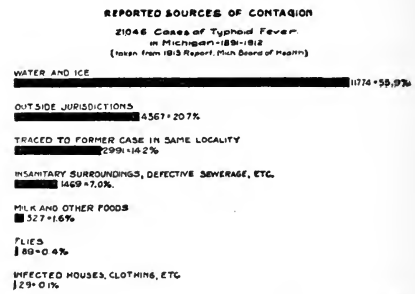 REPORTED SOURCES OF CONTAGION
21046 Cases of Typhoid Fever
in Michigan-1891-1912
(taken from 1913 Report, Mich Board of Health)
WATER AND ICE
11774=55.9%
OUTSIDE JURISDICTIONS
4367=20.7%
TRACED TO FORMER CASE IN SAME LOCALITY
2991=14.2%
INSANITARY SURROUNDINGS, DEFECTIVE SEWERAGE, ETC.
1469=7.0%
MILK AND OTHER FOODS
327=1.6%
FLIES
89=0.4%
INFECTED HOUSES, CLOTHING, ETC
29=0.1%